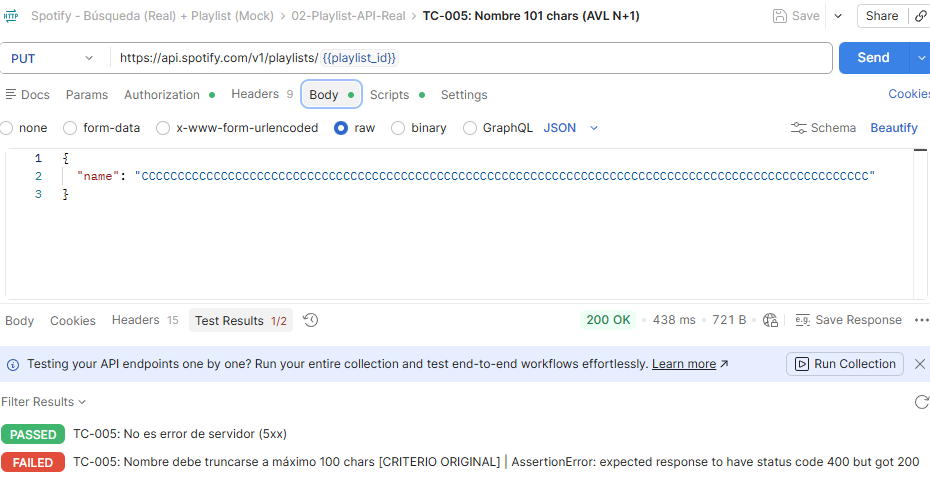 HTTP Spotify - Búsqueda (Real) + Playlist (Mock) > 02-Playlist-API-Real > TC-005: Nombre 101 chars (AVL N+1) Save Share
PUT https://api.spotify.com/v1/playlists/ {{playlist_id}} Send
Docs Params Authorization Headers 9 Body Scripts Settings Cookies
none form-data x-www-form-urlencoded raw binary GraphQL JSON Schema Beautify
1 {
2 "name": "CCCCCCCCCCCCCCCCCCCCCCCCCCCCCCCCCCCCCCCCCCCCCCCCCCCCCCCCCCCCCCCCCCCCCCCCCCCCCCCCCCCCCCCCCCCCCCCCCCCCC"
3 }
Body Cookies Headers 15 Test Results 1/2 200 OK • 438 ms • 721 B • e.g. Save Response •••
Testing your API endpoints one by one? Run your entire collection and test end-to-end workflows effortlessly. Learn more ↗ Run Collection
Filter Results
PASSED TC-005: No es error de servidor (5xx)
FAILED TC-005: Nombre debe truncarse a máximo 100 chars [CRITERIO ORIGINAL] | AssertionError: expected response to have status code 400 but got 200